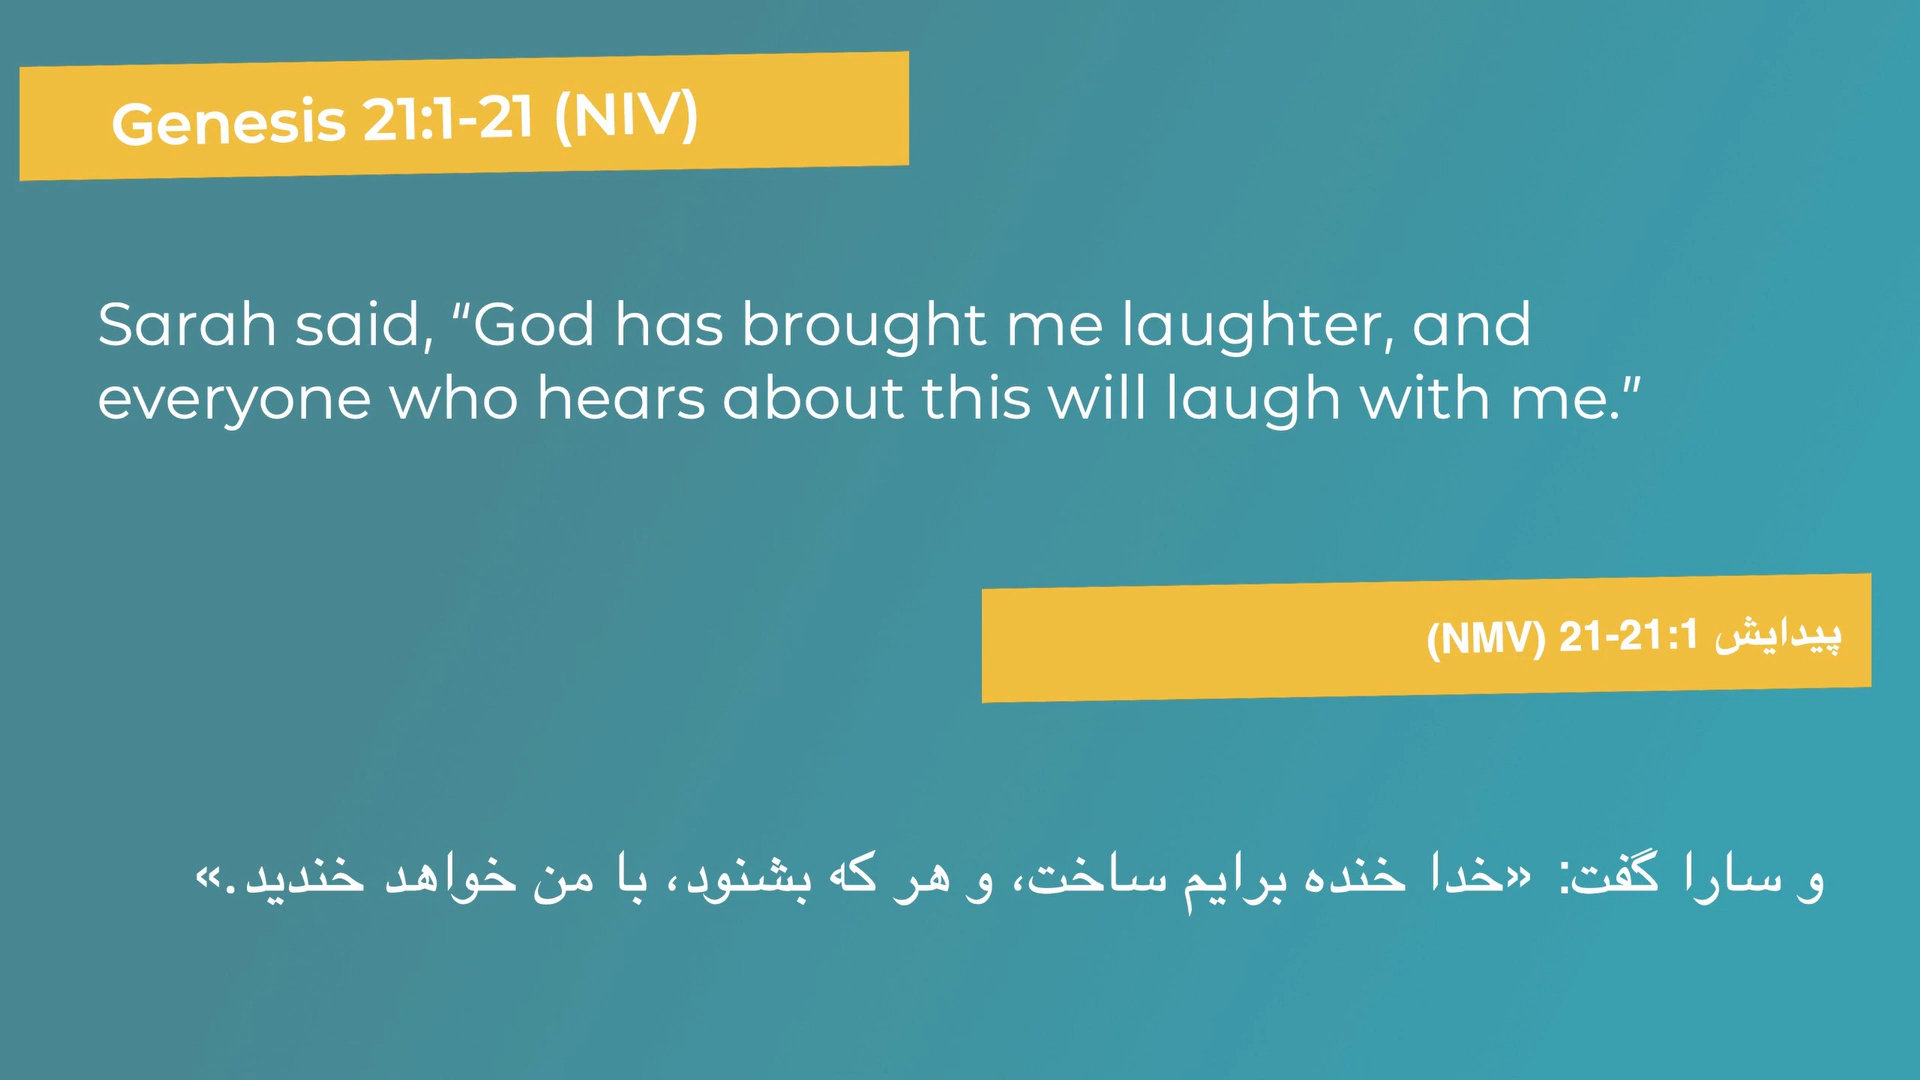 Genesis 21:1-21 (NIV)
Sarah said, “God has brought me laughter, and
everyone who hears about this will laugh with me.”
پیدایش 21:1-21 (NMV)
و سارا گفت: «خدا خنده برایم ساخت، و هر که بشنود، با من خواهد خندید.»